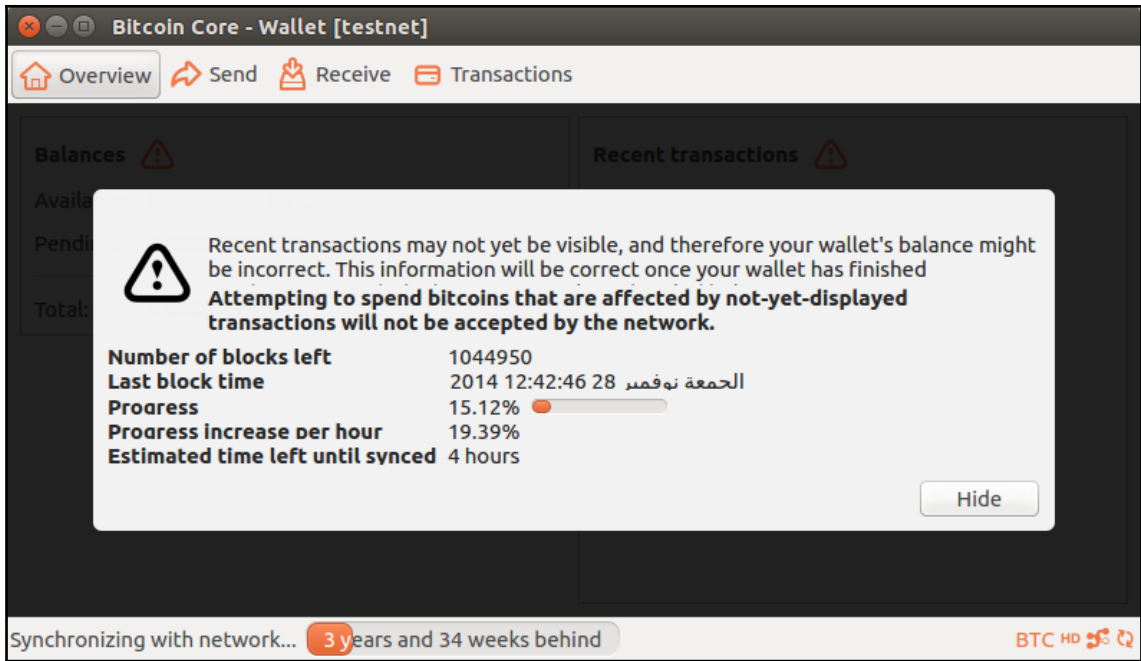 Bitcoin Core - Wallet [testnet]
Overview Send Receive Transactions
Balances Recent transactions
Availa
Pendi
Total:
Recent transactions may not yet be visible, and therefore your wallet's balance might
be incorrect. This information will be correct once your wallet has finished
Attempting to spend bitcoins that are affected by not-yet-displayed
transactions will not be accepted by the network.
Number of blocks left 1044950
Last block time الجمعة نوفمبر 28 12:42:46 2014
Progress 15.12%
Progress increase per hour 19.39%
Estimated time left until synced 4 hours
Hide
Synchronizing with network... 3 years and 34 weeks behind BTC HD